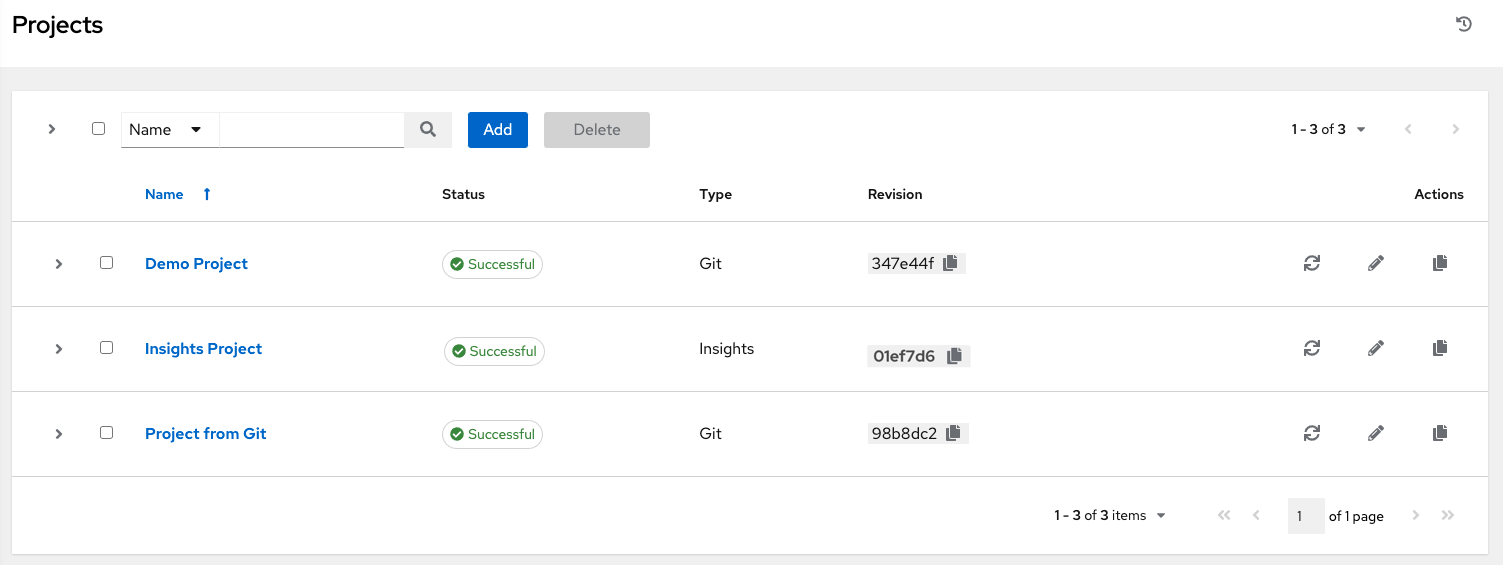 Projects
Name Add Delete 1 - 3 of 3
Name Status Type Revision Actions
Demo Project Successful Git 347e44f
Insights Project Successful Insights 01ef7d6
Project from Git Successful Git 98b8dc2
1 - 3 of 3 items 1 of 1 page